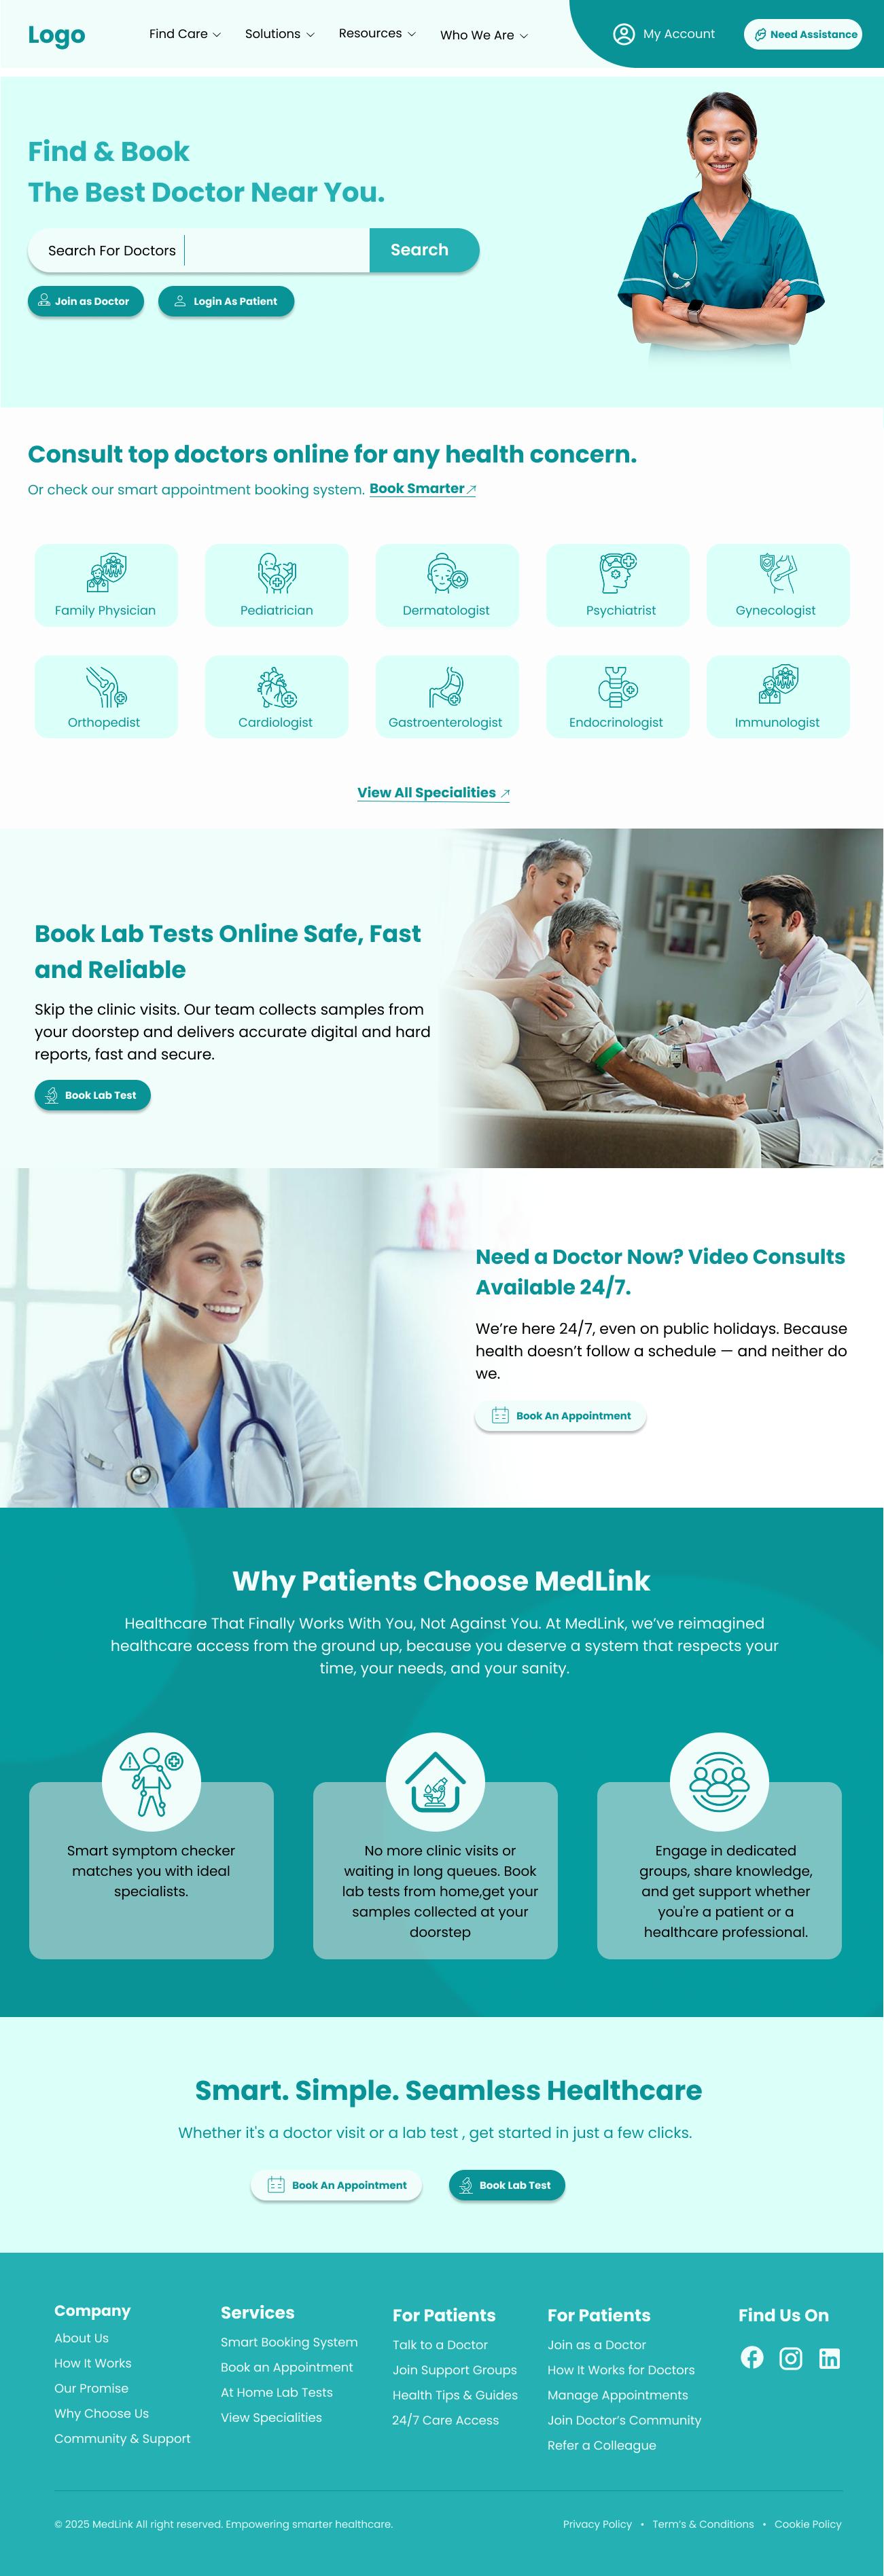 Logo
Find Care
Solutions
Resources
Who We Are
My Account
Need Assistance
Find & Book
The Best Doctor Near You.
Search For Doctors
Search
Join as Doctor
Login As Patient
Consult top doctors online for any health concern.
Or check our smart appointment booking system. Book Smarter
Family Physician
Pediatrician
Dermatologist
Psychiatrist
Gynecologist
Orthopedist
Cardiologist
Gastroenterologist
Endocrinologist
Immunologist
View All Specialities
Book Lab Tests Online Safe, Fast
and Reliable
Skip the clinic visits. Our team collects samples from
your doorstep and delivers accurate digital and hard
reports, fast and secure.
Book Lab Test
Need a Doctor Now? Video Consults
Available 24/7.
We’re here 24/7, even on public holidays. Because
health doesn’t follow a schedule — and neither do
we.
Book An Appointment
Why Patients Choose MedLink
Healthcare That Finally Works With You, Not Against You. At MedLink, we’ve reimagined
healthcare access from the ground up, because you deserve a system that respects your
time, your needs, and your sanity.
Smart symptom checker
matches you with ideal
specialists.
No more clinic visits or
waiting in long queues. Book
lab tests from home,get your
samples collected at your
doorstep
Engage in dedicated
groups, share knowledge,
and get support whether
you're a patient or a
healthcare professional.
Smart. Simple. Seamless Healthcare
Whether it's a doctor visit or a lab test , get started in just a few clicks.
Book An Appointment
Book Lab Test
Company
About Us
How It Works
Our Promise
Why Choose Us
Community & Support
Services
Smart Booking System
Book an Appointment
At Home Lab Tests
View Specialities
For Patients
Talk to a Doctor
Join Support Groups
Health Tips & Guides
24/7 Care Access
For Patients
Join as a Doctor
How It Works for Doctors
Manage Appointments
Join Doctor’s Community
Refer a Colleague
Find Us On
© 2025 MedLink All right reserved. Empowering smarter healthcare.
Privacy Policy • Term’s & Conditions • Cookie Policy